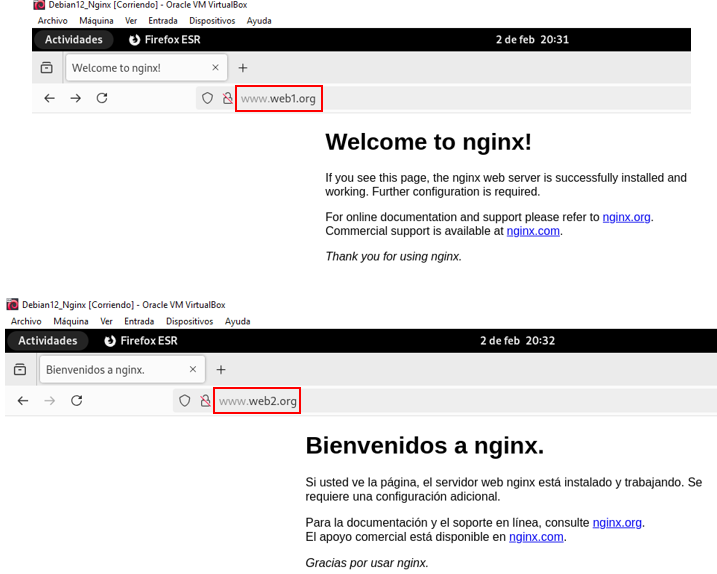 Debian12_Nginx [Corriendo] - Oracle VM VirtualBox
Archivo Máquina Ver Entrada Dispositivos Ayuda
Actividades Firefox ESR 2 de feb 20:31
Welcome to nginx!
www.web1.org
Welcome to nginx!
If you see this page, the nginx web server is successfully installed and
working. Further configuration is required.
For online documentation and support please refer to nginx.org.
Commercial support is available at nginx.com.
Thank you for using nginx.
Debian12_Nginx [Corriendo] - Oracle VM VirtualBox
Archivo Máquina Ver Entrada Dispositivos Ayuda
Actividades Firefox ESR 2 de feb 20:32
Bienvenidos a nginx.
www.web2.org
Bienvenidos a nginx.
Si usted ve la página, el servidor web nginx está instalado y trabajando. Se
requiere una configuración adicional.
Para la documentación y el soporte en línea, consulte nginx.org.
El apoyo comercial está disponible en nginx.com.
Gracias por usar nginx.